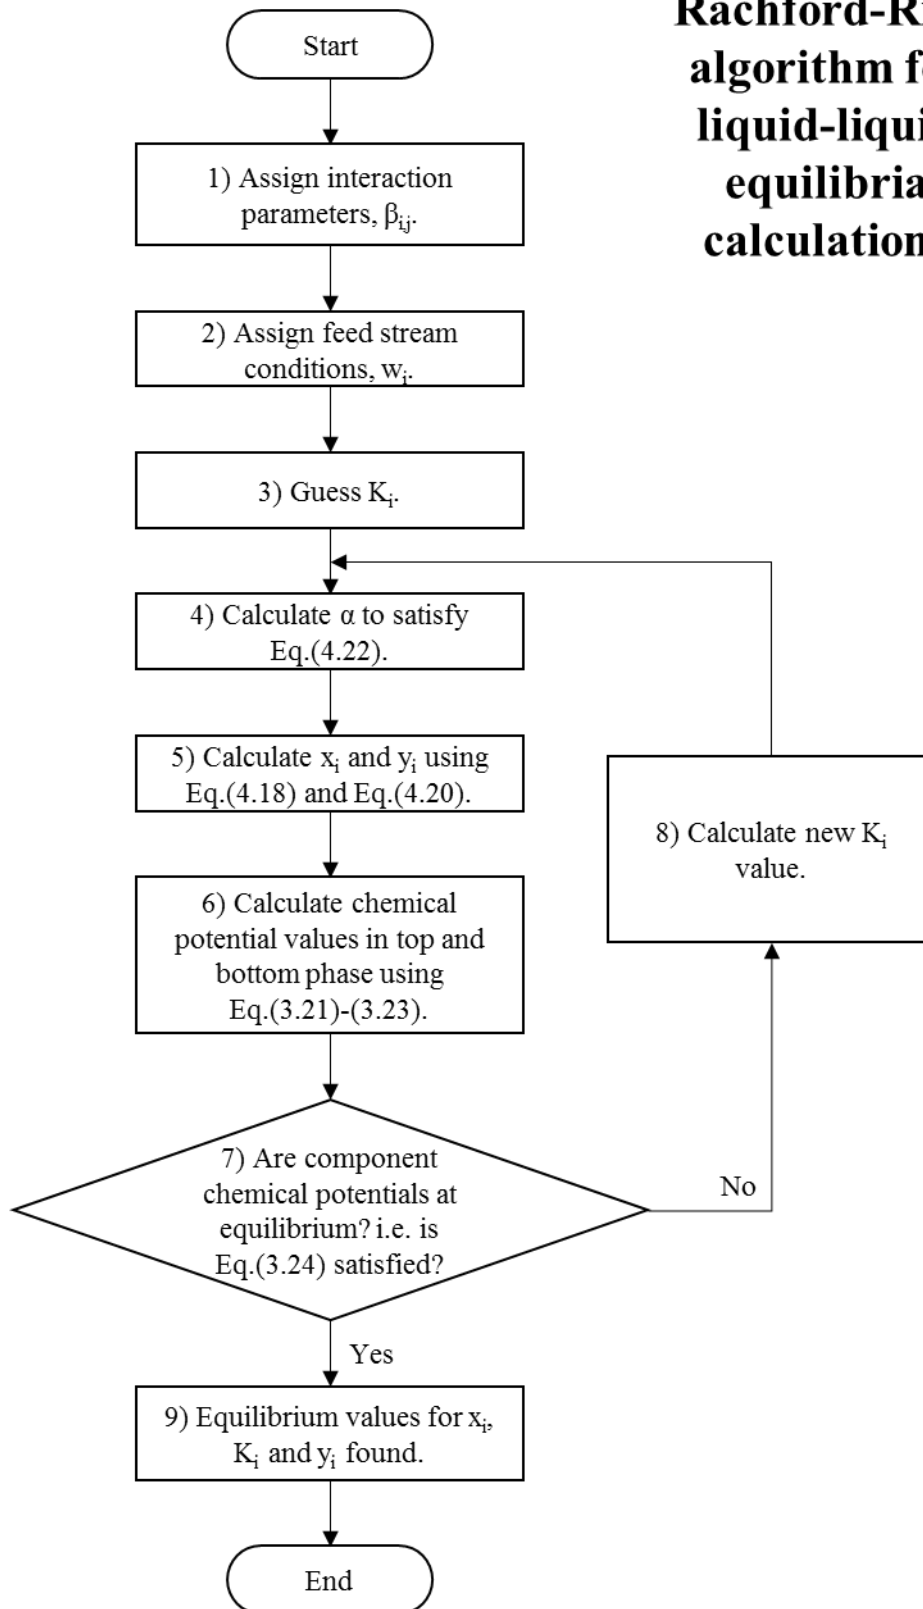 Rachford-Ri
algorithm fo
liquid-liqui
equilibria
calculation
Start
1) Assign interaction
parameters, βi,j.
2) Assign feed stream
conditions, wi.
3) Guess Ki.
4) Calculate α to satisfy
Eq.(4.22).
5) Calculate xi and yi using
Eq.(4.18) and Eq.(4.20).
6) Calculate chemical
potential values in top and
bottom phase using
Eq.(3.21)-(3.23).
7) Are component
chemical potentials at
equilibrium? i.e. is
Eq.(3.24) satisfied?
No
8) Calculate new Ki
value.
Yes
9) Equilibrium values for xi,
Ki and yi found.
End